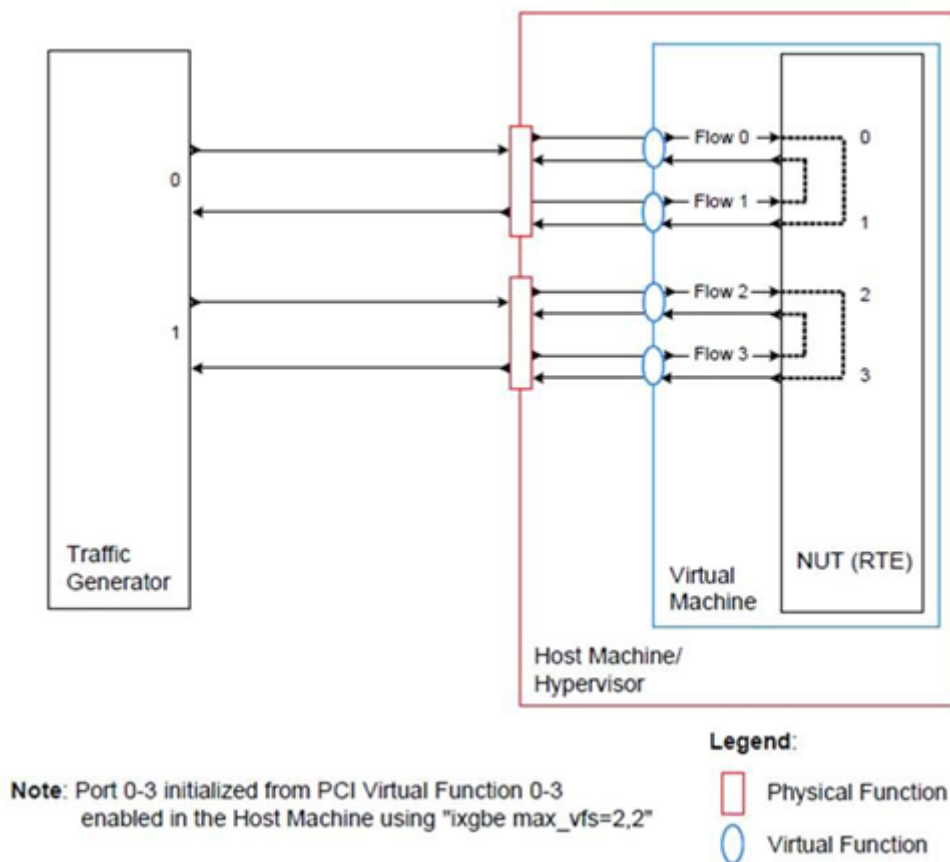 0
1
Flow 0
0
Flow 1
1
Flow 2
2
Flow 3
3
Traffic
Generator
NUT (RTE)
Virtual
Machine
Host Machine/
Hypervisor
Legend:
Physical Function
Virtual Function
Note: Port 0-3 initialized from PCI Virtual Function 0-3
enabled in the Host Machine using "ixgbe max_vfs=2,2"